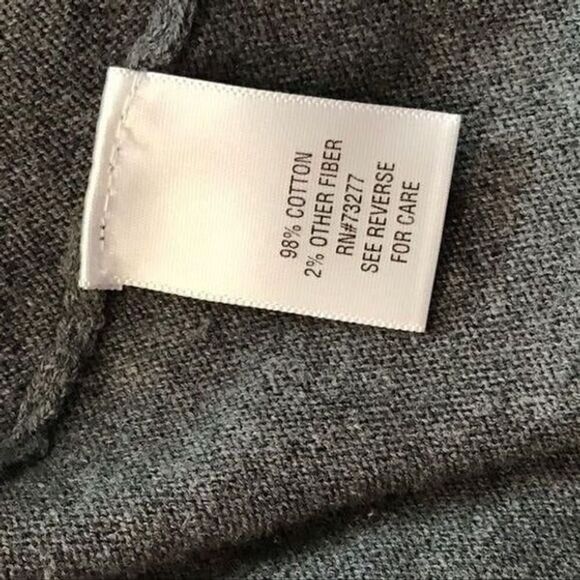 98% COTTON
2% OTHER FIBER
RN#73277
SEE REVERSE
FOR CARE